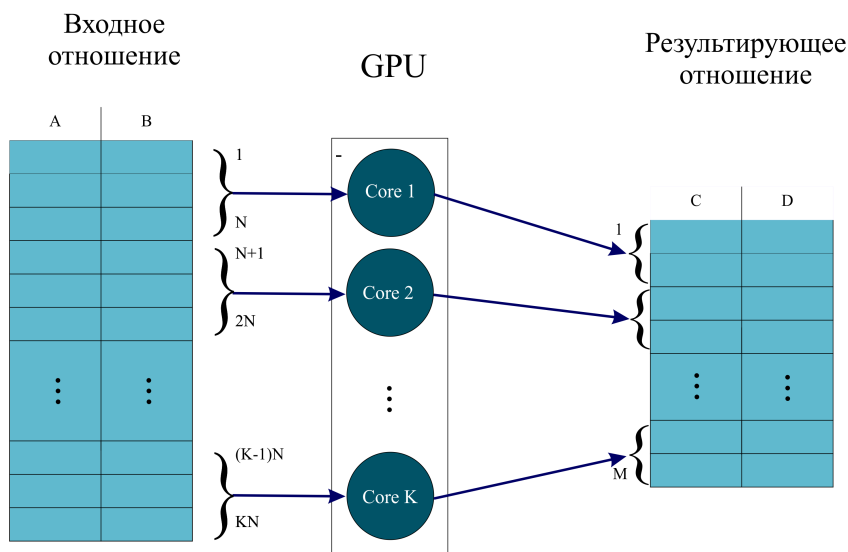 Входное
отношение
GPU
Результирующее
отношение
A B
1
N
N+1
2N
(K-1)N
KN
-
Core 1
Core 2
Core K
C D
1
M